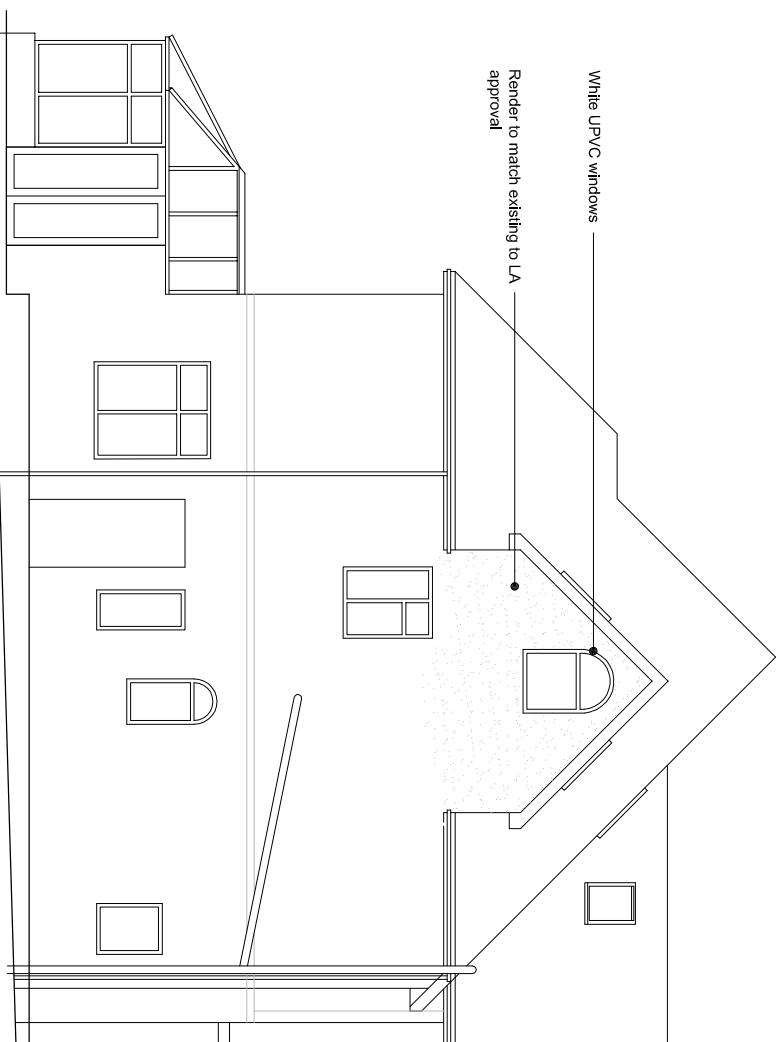 White UPVC windows
Render to match existing to LA
approval